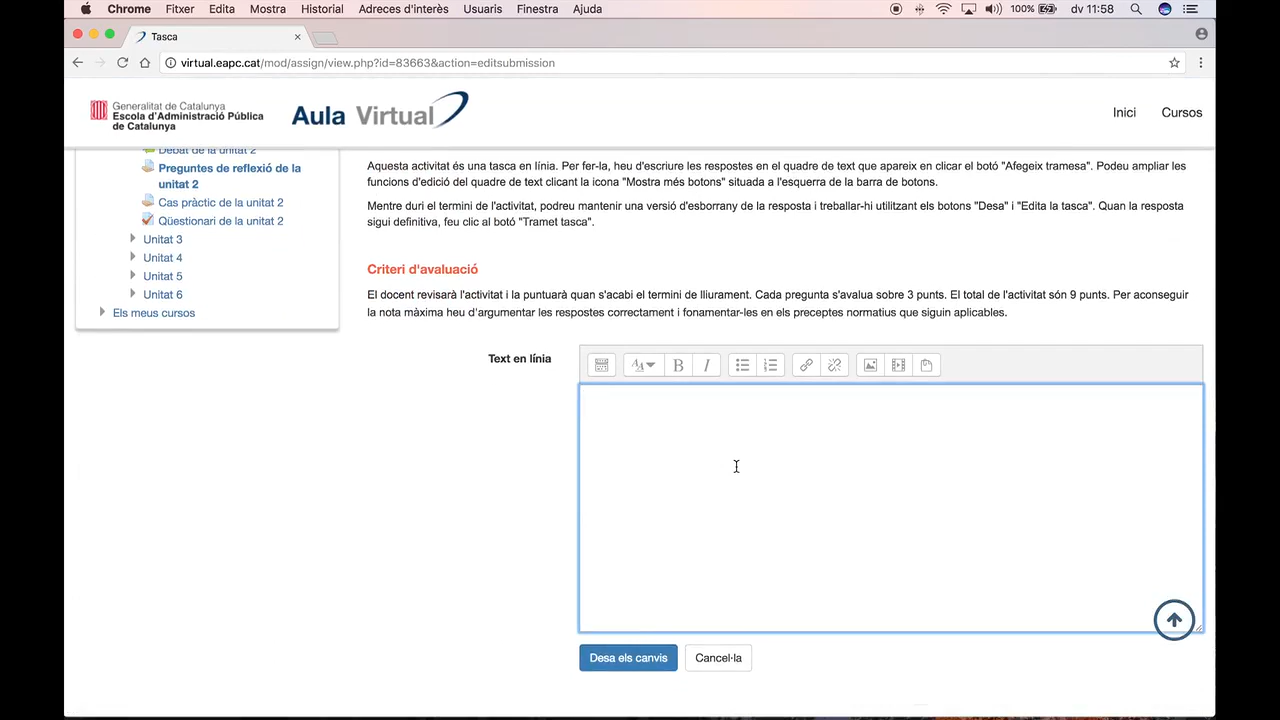 Chrome Fitxer Edita Mostra Historial Adreces d'interès Usuaris Finestra Ajuda 100% dv 11:58
Tasca
virtual.eapc.cat/mod/assign/view.php?id=83663&action=editsubmission
Generalitat de Catalunya
Escola d'Administració Pública
de Catalunya
Aula Virtual
Inici Cursos
Debat de la unitat 2
Preguntes de reflexió de la
unitat 2
Cas pràctic de la unitat 2
Qüestionari de la unitat 2
Unitat 3
Unitat 4
Unitat 5
Unitat 6
Els meus cursos
Aquesta activitat és una tasca en línia. Per fer-la, heu d'escriure les respostes en el quadre de text que apareix en clicar el botó "Afegeix tramesa". Podeu ampliar les
funcions d'edició del quadre de text clicant la icona "Mostra més botons" situada a l'esquerra de la barra de botons.
Mentre duri el termini de l'activitat, podreu mantenir una versió d'esborrany de la resposta i treballar-hi utilitzant els botons "Desa" i "Edita la tasca". Quan la resposta
sigui definitiva, feu clic al botó "Tramet tasca".
Criteri d'avaluació
El docent revisarà l'activitat i la puntuarà quan s'acabi el termini de lliurament. Cada pregunta s'avalua sobre 3 punts. El total de l'activitat són 9 punts. Per aconseguir
la nota màxima heu d'argumentar les respostes correctament i fonamentar-les en els preceptes normatius que siguin aplicables.
Text en línia
B I
Desa els canvis Cancel·la